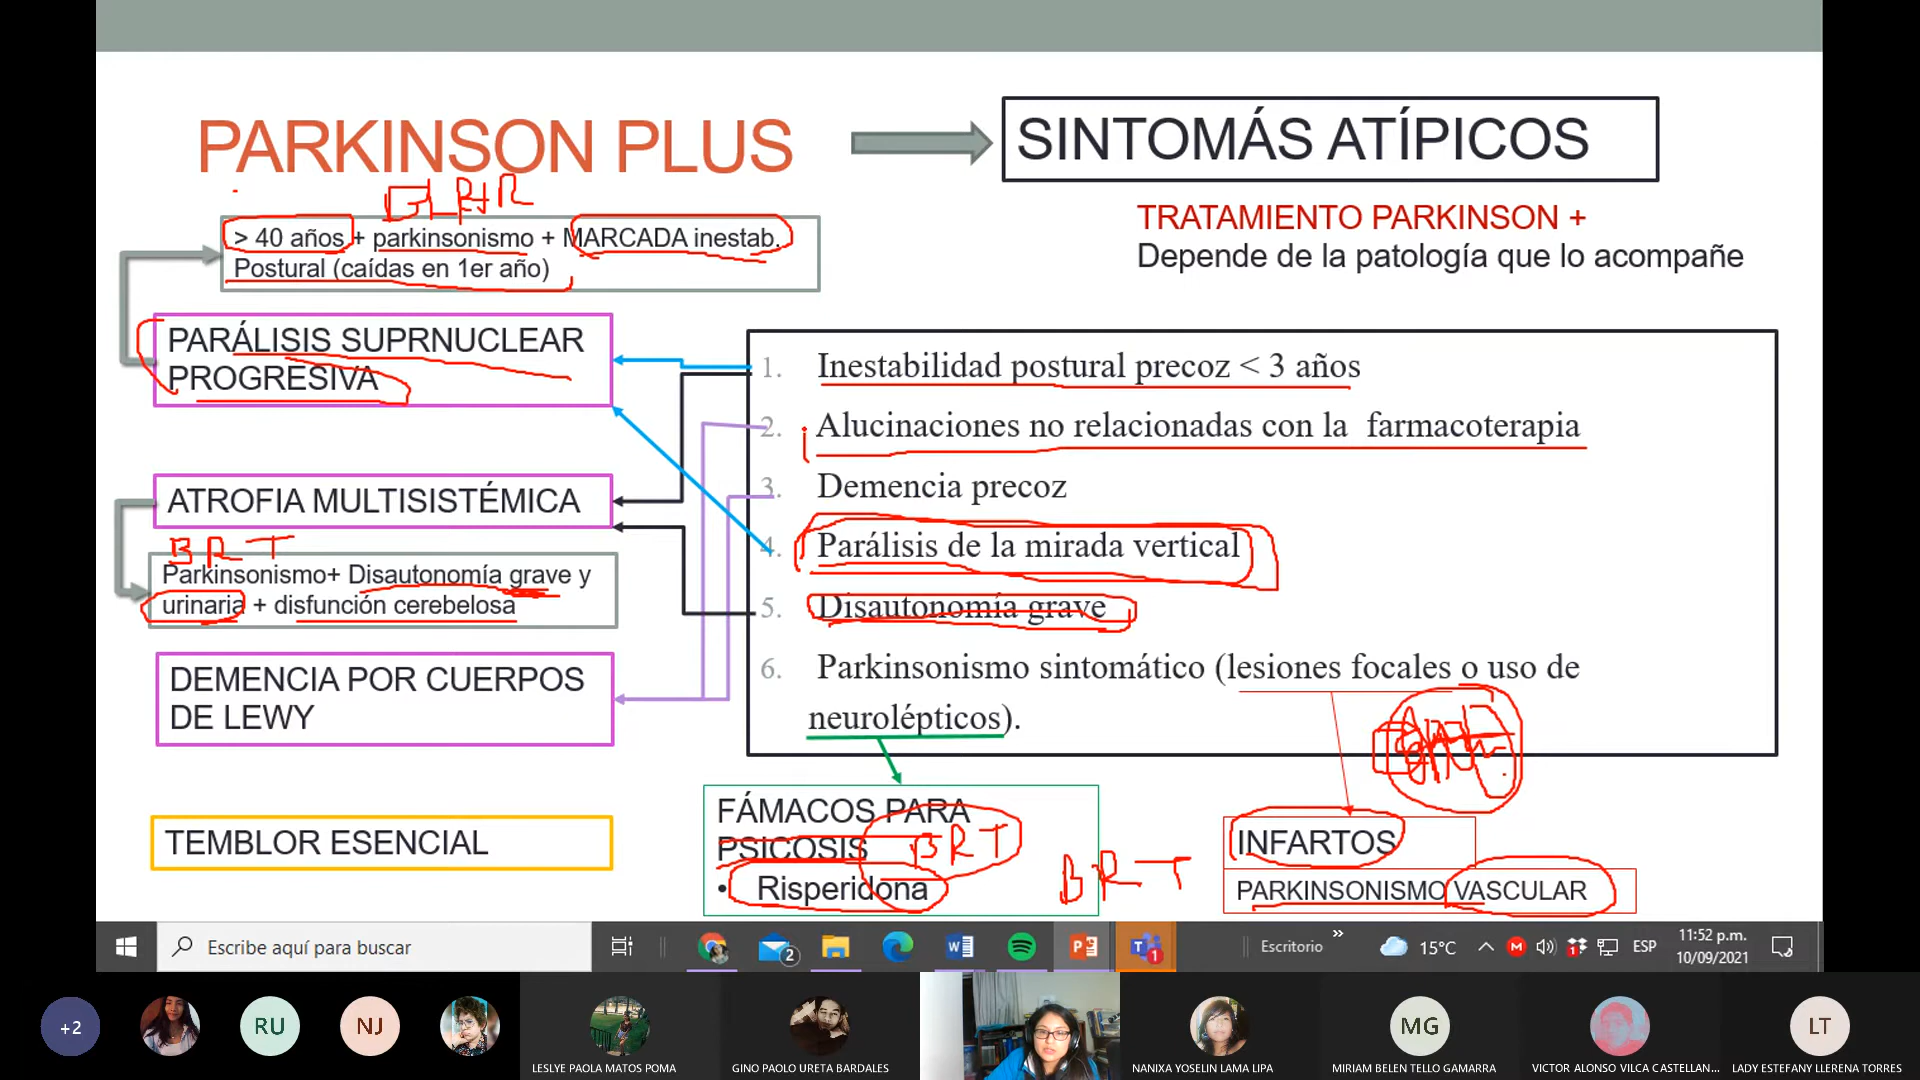 PARKINSON PLUS
SINTOMÁS ATÍPICOS
TRATAMIENTO PARKINSON +
Depende de la patología que lo acompañe
> 40 años + parkinsonismo + MARCADA inestab.
Postural (caídas en 1er año)
PARÁLISIS SUPRNUCLEAR
PROGRESIVA
ATROFIA MULTISISTÉMICA
B R T
Parkinsonismo+ Disautonomía grave y
urinaria + disfunción cerebelosa
DEMENCIA POR CUERPOS
DE LEWY
TEMBLOR ESENCIAL
1. Inestabilidad postural precoz < 3 años
2. Alucinaciones no relacionadas con la farmacoterapia
3. Demencia precoz
4. Parálisis de la mirada vertical
5. Disautonomía grave
6. Parkinsonismo sintomático (lesiones focales o uso de
neurolépticos).
FÁMACOS PARA
PSICOSIS
B R T
• Risperidona
B R T
INFARTOS
PARKINSONISMO VASCULAR
Escribe aquí para buscar
2
1
Escritorio
»
15°C
ESP
11:52 p.m.
10/09/2021
+2
RU
NJ
MG
LT
LESLYE PAOLA MATOS POMA
GINO PAOLO URETA BARDALES
NANIXA YOSELIN LAMA LIPA
MIRIAM BELEN TELLO GAMARRA
VICTOR ALONSO VILCA CASTELLAN...
LADY ESTEFANY LLERENA TORRES